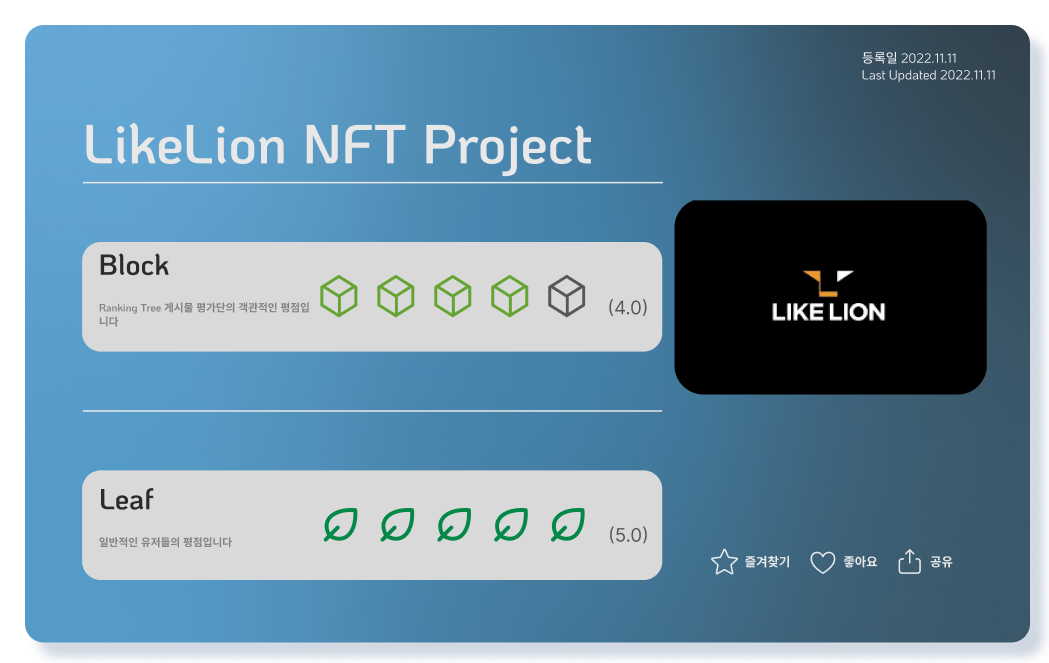 등록일 2022.11.11
Last Updated 2022.11.11
LikeLion NFT Project
Block
Ranking Tree 게시물 평가단의 객관적인 평점입
니다
(4.0)
LIKE LION
Leaf
일반적인 유저들의 평점입니다
(5.0)
즐겨찾기 좋아요 공유